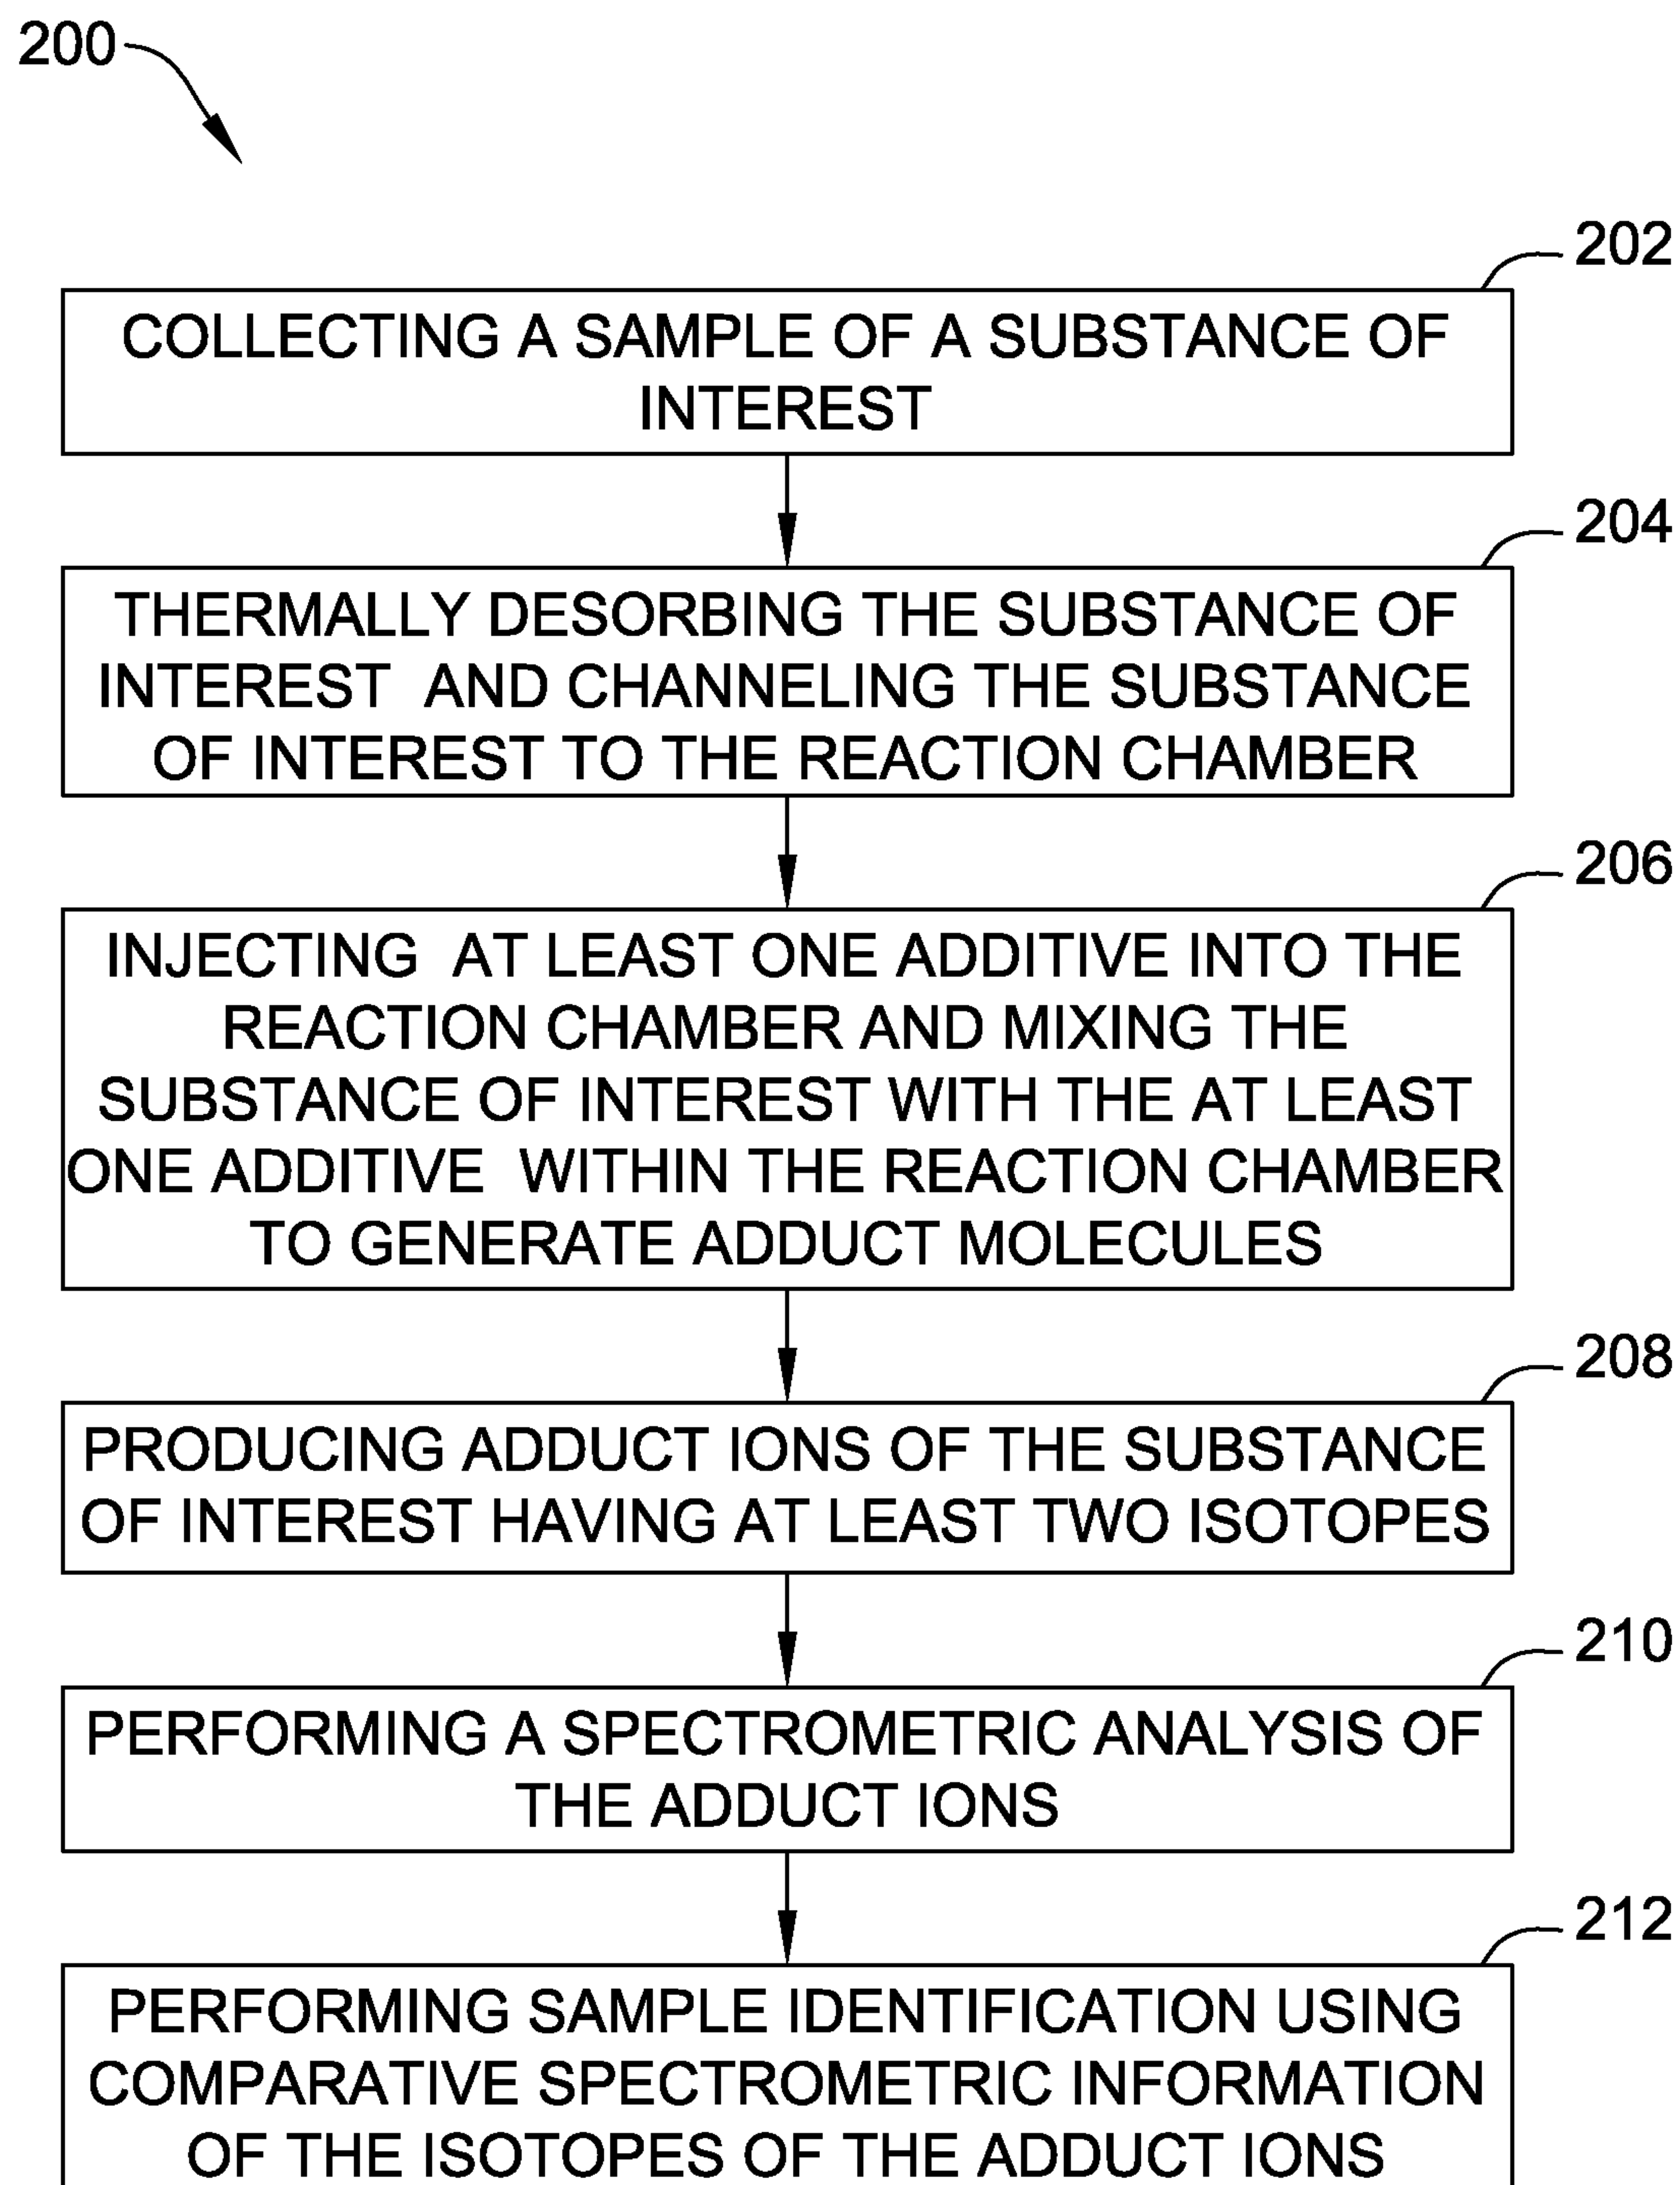 200
202
COLLECTING A SAMPLE OF A SUBSTANCE OF
INTEREST
204
THERMALLY DESORBING THE SUBSTANCE OF
INTEREST AND CHANNELING THE SUBSTANCE
OF INTEREST TO THE REACTION CHAMBER
206
INJECTING AT LEAST ONE ADDITIVE INTO THE
REACTION CHAMBER AND MIXING THE
SUBSTANCE OF INTEREST WITH THE AT LEAST
ONE ADDITIVE WITHIN THE REACTION CHAMBER
TO GENERATE ADDUCT MOLECULES
208
PRODUCING ADDUCT IONS OF THE SUBSTANCE
OF INTEREST HAVING AT LEAST TWO ISOTOPES
210
PERFORMING A SPECTROMETRIC ANALYSIS OF
THE ADDUCT IONS
212
PERFORMING SAMPLE IDENTIFICATION USING
COMPARATIVE SPECTROMETRIC INFORMATION
OF THE ISOTOPES OF THE ADDUCT IONS